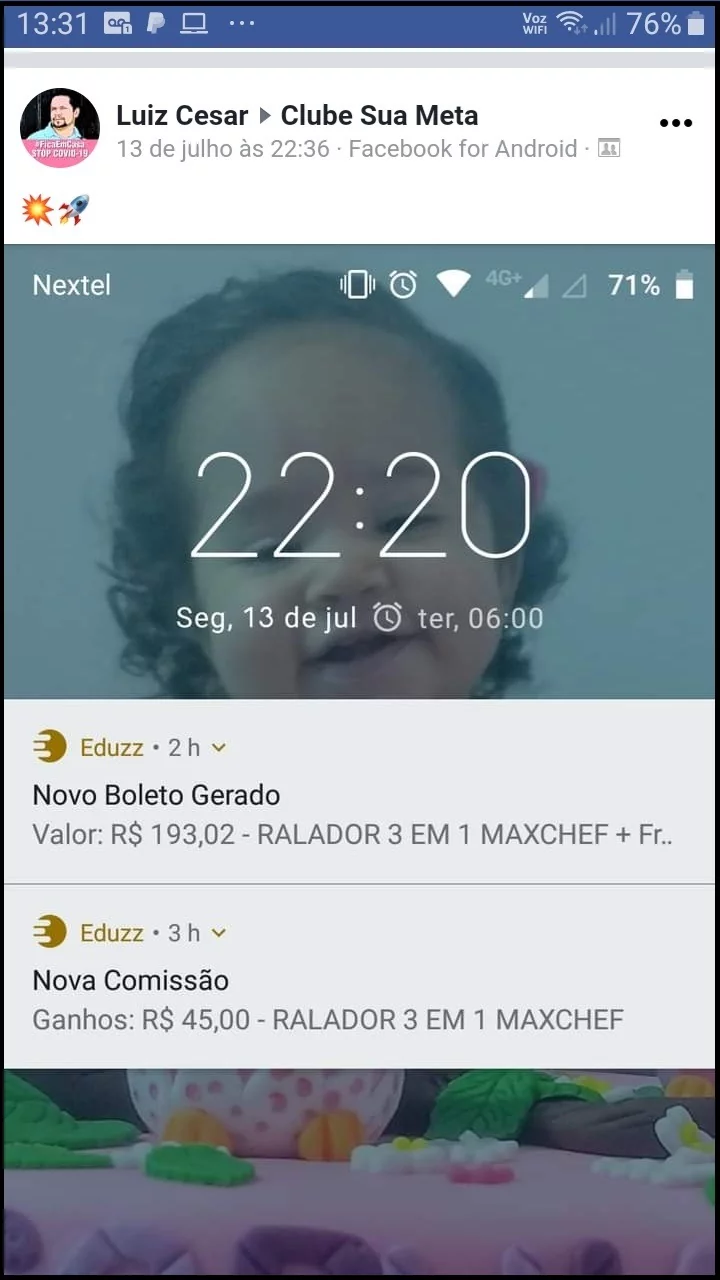 13:31 Voz WIFI 76%
Luiz Cesar ▸ Clube Sua Meta
13 de julho às 22:36 · Facebook for Android ·
#FicaEmCasa
STOP COVID-19
💥🚀
Nextel 4G+ 71%
22:20
Seg, 13 de jul ter, 06:00
Eduzz • 2 h
Novo Boleto Gerado
Valor: R$ 193,02 - RALADOR 3 EM 1 MAXCHEF + Fr..
Eduzz • 3 h
Nova Comissão
Ganhos: R$ 45,00 - RALADOR 3 EM 1 MAXCHEF